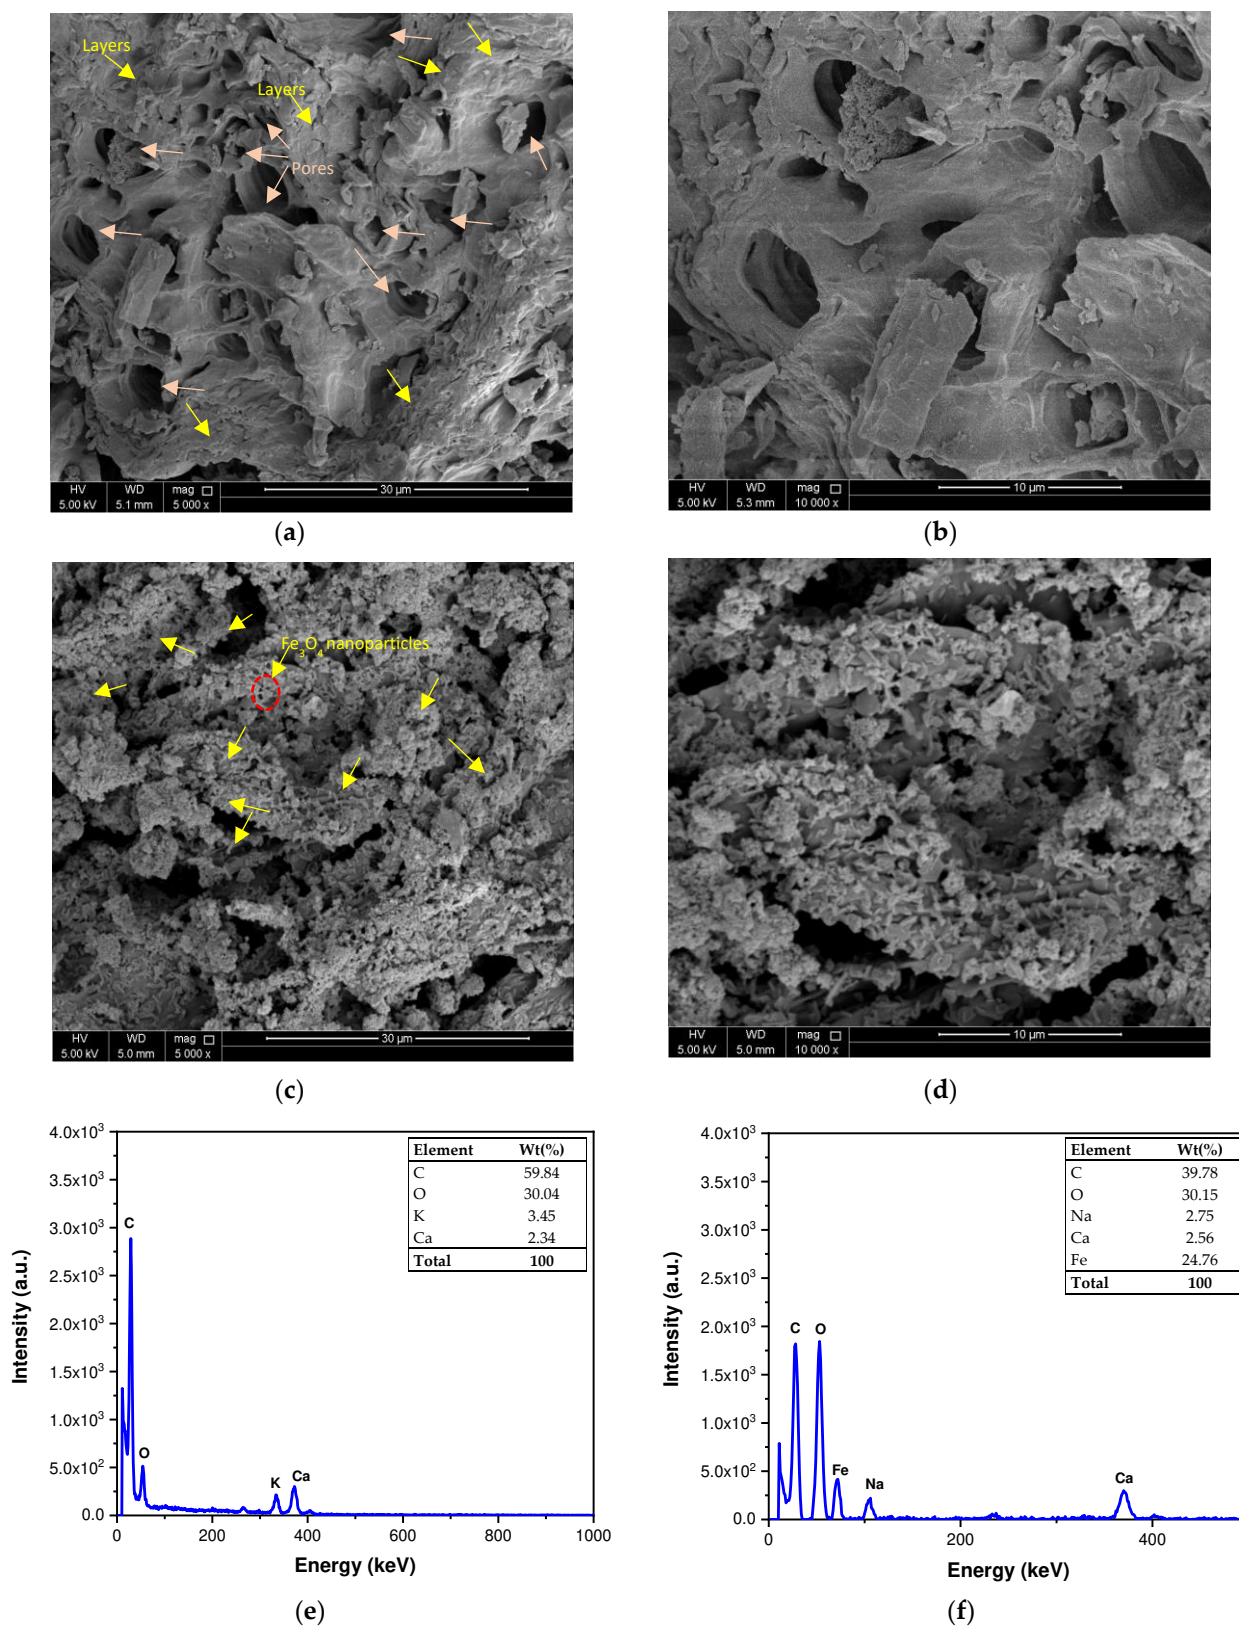 Layers
Layers
Pores
HV WD mag □ 30 µm
5.00 kV 5.1 mm 5 000 x
(a)
HV WD mag □ 10 µm
5.00 kV 5.3 mm 10 000 x
(b)
Fe3O4 nanoparticles
HV WD mag □ 30 µm
5.00 kV 5.0 mm 5 000 x
(c)
HV WD mag □ 10 µm
5.00 kV 5.0 mm 10 000 x
(d)
4.0x10³
3.5x10³
3.0x10³
2.5x10³
2.0x10³
1.5x10³
1.0x10³
5.0x10²
0.0
Intensity (a.u.)
C
O
K
Ca
Element Wt(%)
C 59.84
O 30.04
K 3.45
Ca 2.34
Total 100
0 200 400 600 800 1000
Energy (keV)
(e)
4.0x10³
3.5x10³
3.0x10³
2.5x10³
2.0x10³
1.5x10³
1.0x10³
5.0x10²
0.0
Intensity (a.u.)
C
O
Fe
Na
Ca
Element Wt(%)
C 39.78
O 30.15
Na 2.75
Ca 2.56
Fe 24.76
Total 100
0 200 400
Energy (keV)
(f)